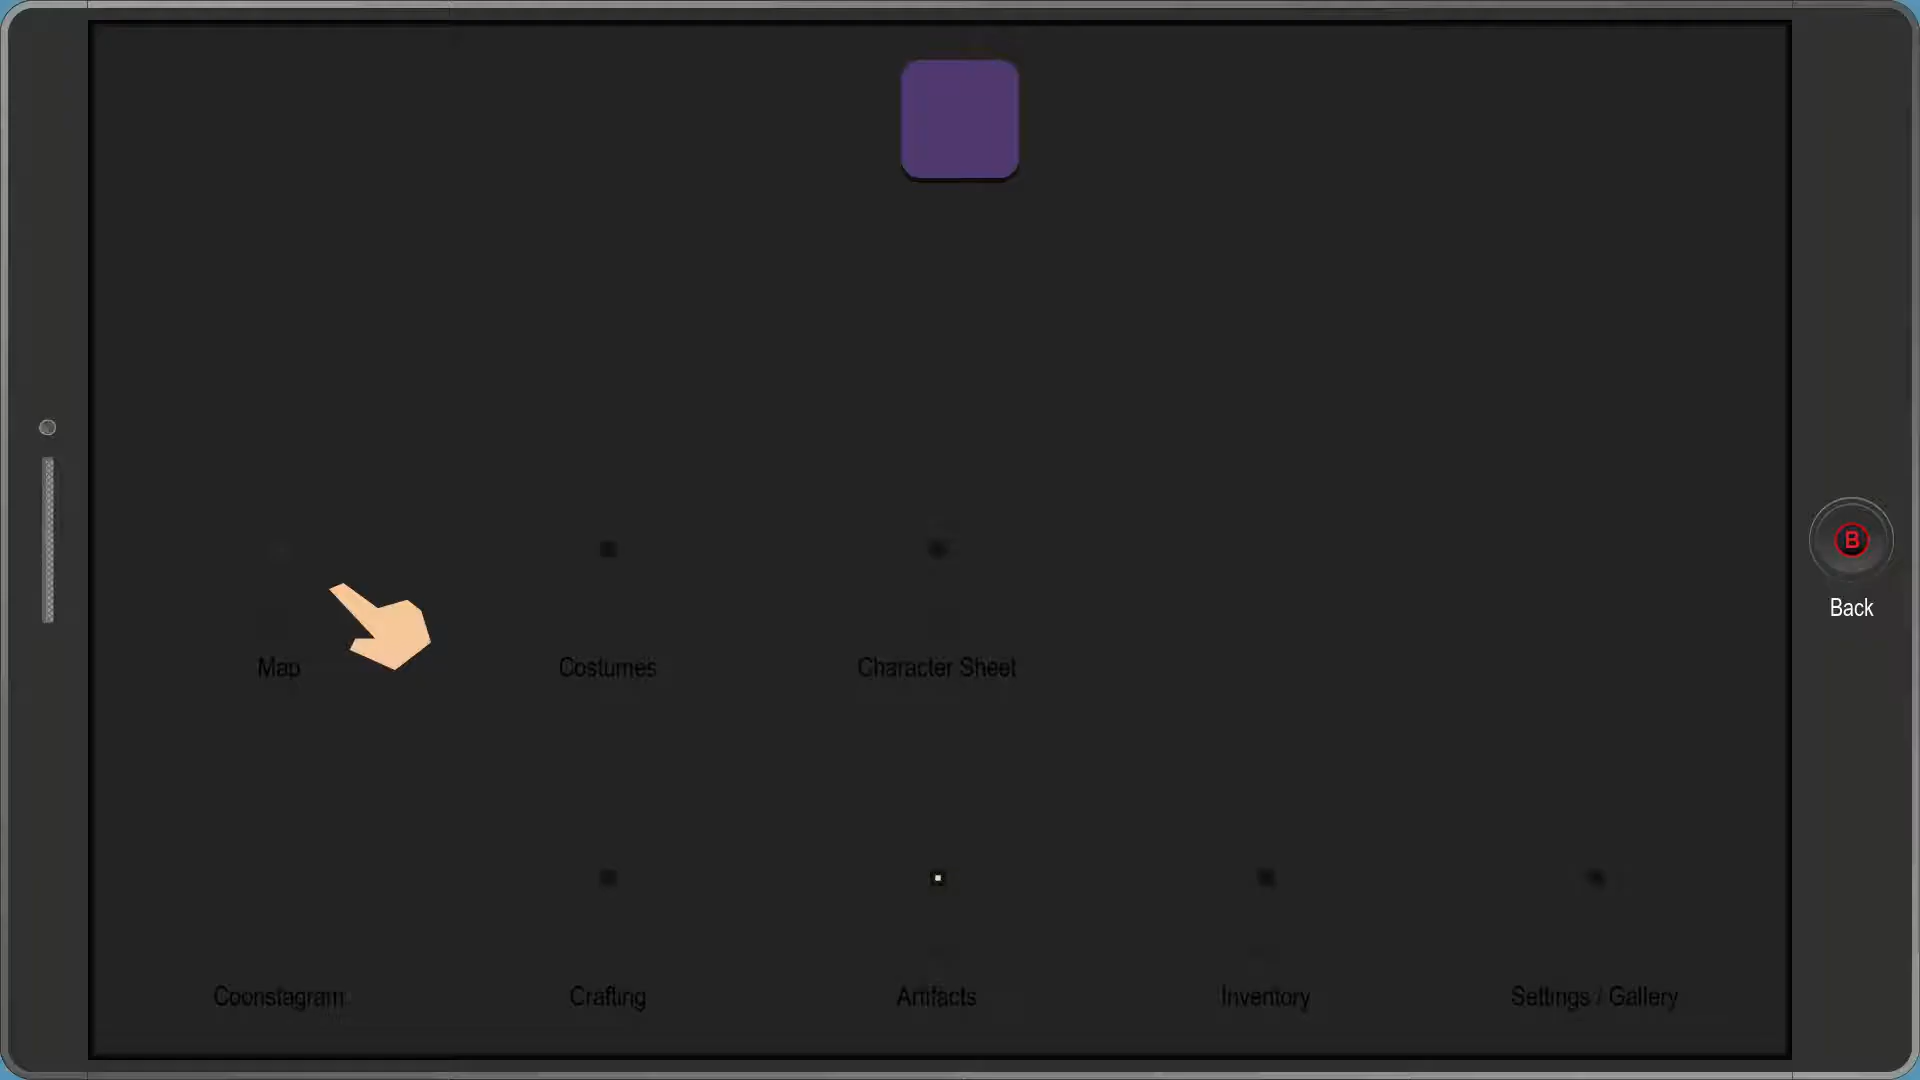 B
Back
Map
Costumes
Character Sheet
Coonstagram
Crafting
Artifacts
Inventory
Settings / Gallery